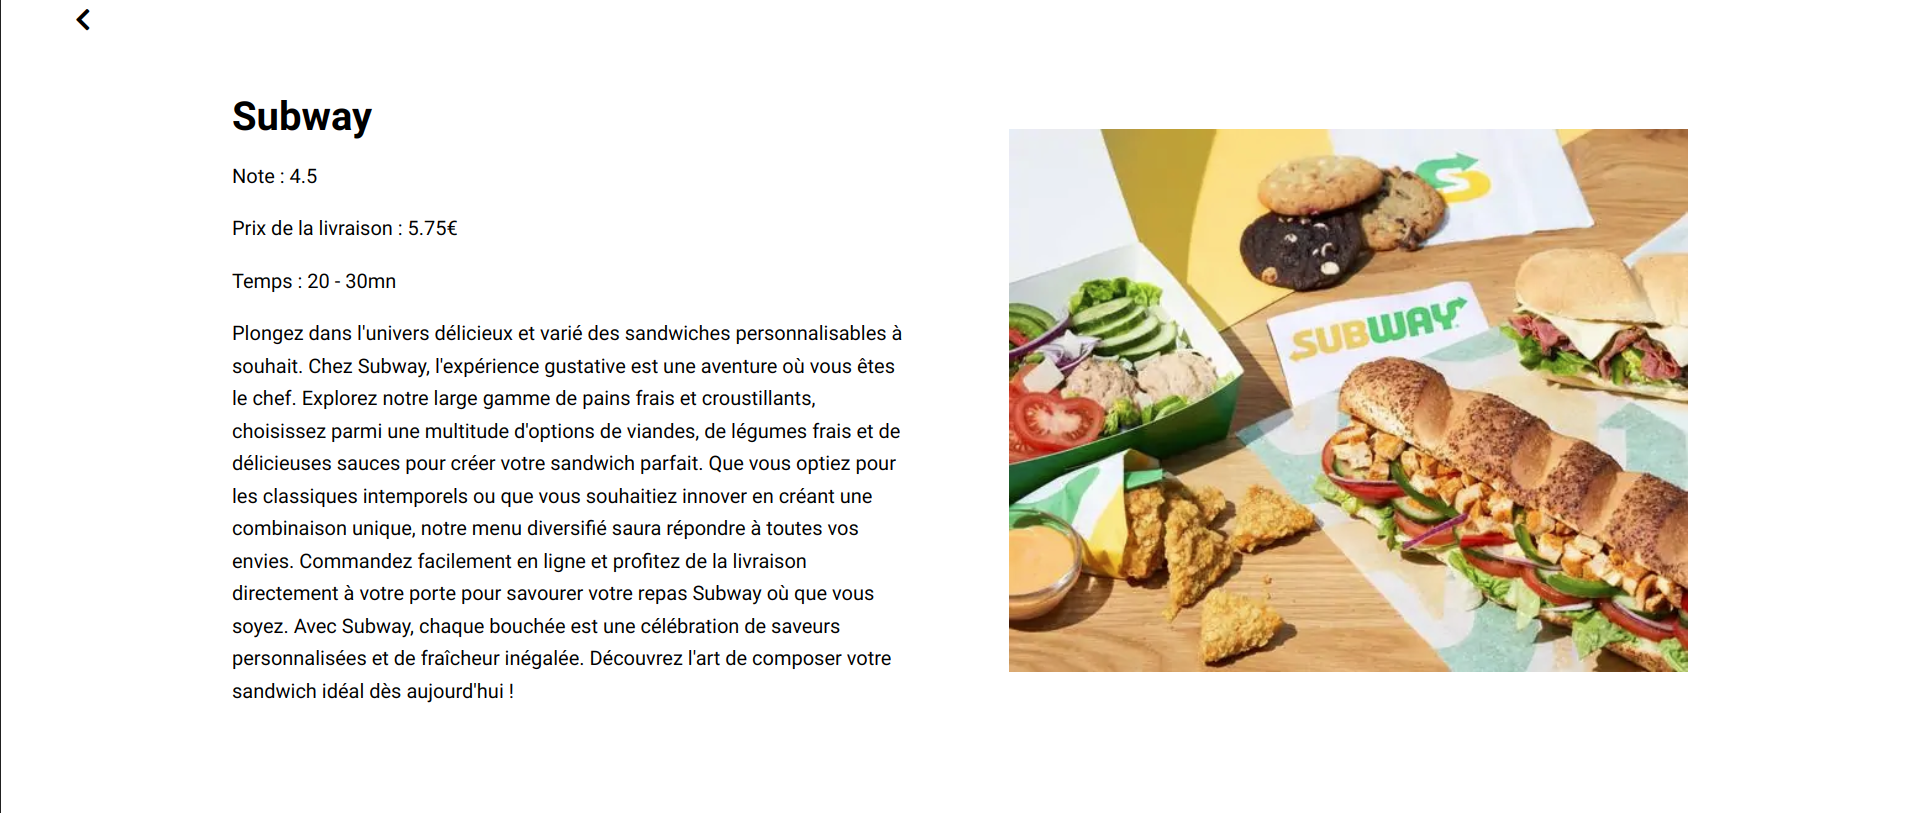 Subway
Note : 4.5
Prix de la livraison : 5.75€
Temps : 20 - 30mn
Plongez dans l'univers délicieux et varié des sandwiches personnalisables à
souhait. Chez Subway, l'expérience gustative est une aventure où vous êtes
le chef. Explorez notre large gamme de pains frais et croustillants,
choisissez parmi une multitude d'options de viandes, de légumes frais et de
délicieuses sauces pour créer votre sandwich parfait. Que vous optiez pour
les classiques intemporels ou que vous souhaitiez innover en créant une
combinaison unique, notre menu diversifié saura répondre à toutes vos
envies. Commandez facilement en ligne et profitez de la livraison
directement à votre porte pour savourer votre repas Subway où que vous
soyez. Avec Subway, chaque bouchée est une célébration de saveurs
personnalisées et de fraîcheur inégalée. Découvrez l'art de composer votre
sandwich idéal dès aujourd'hui !
SUBWAY